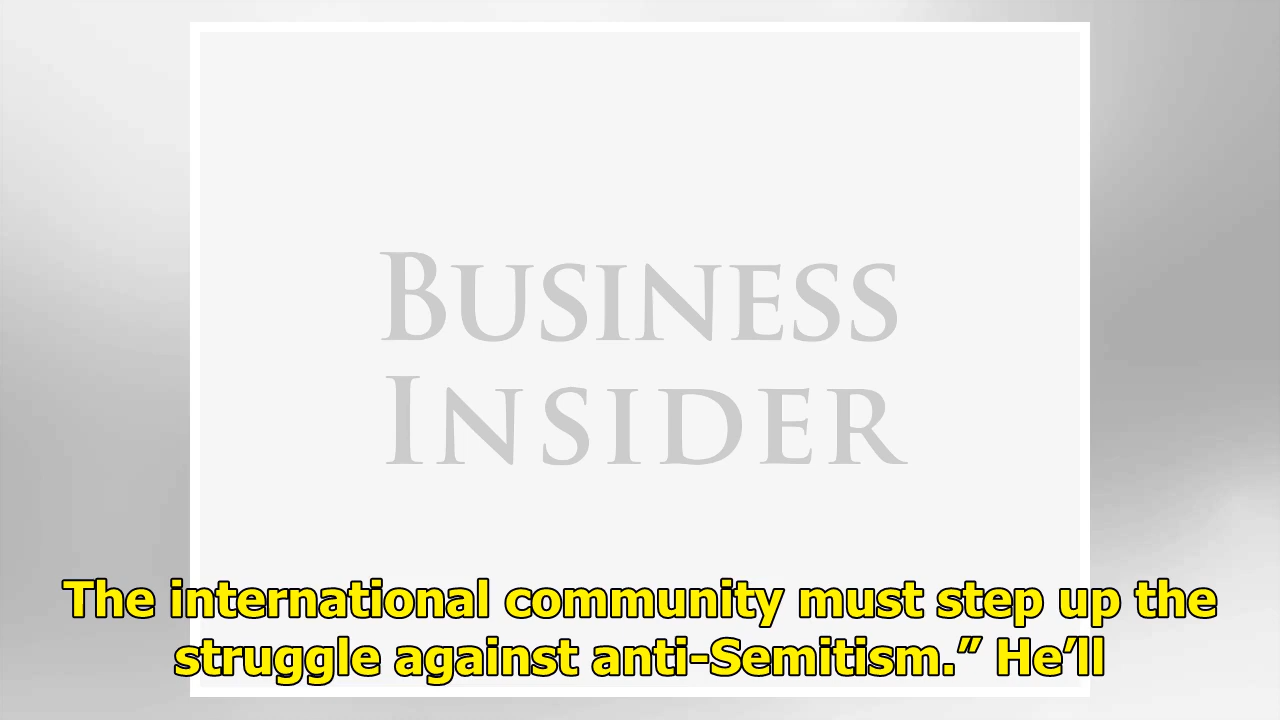 BUSINESS
INSIDER
The international community must step up the
struggle against anti-Semitism.” He’ll